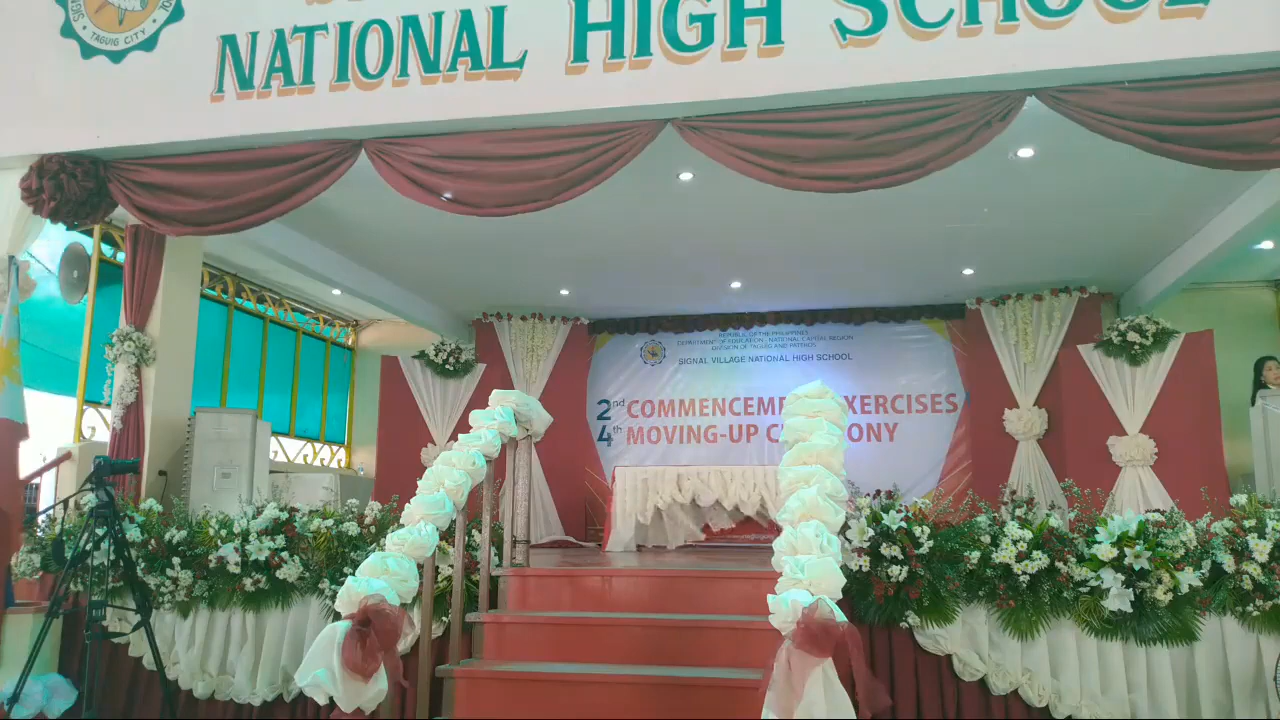 TAGUIG CITY
NATIONAL HIGH SCHOOL
REPUBLIC OF THE PHILIPPINES
DEPARTMENT OF EDUCATION - NATIONAL CAPITAL REGION
DIVISION OF TAGUIG AND PATEROS
SIGNAL VILLAGE NATIONAL HIGH SCHOOL
2nd COMMENCEME EXERCISES
4th MOVING-UP C ONY